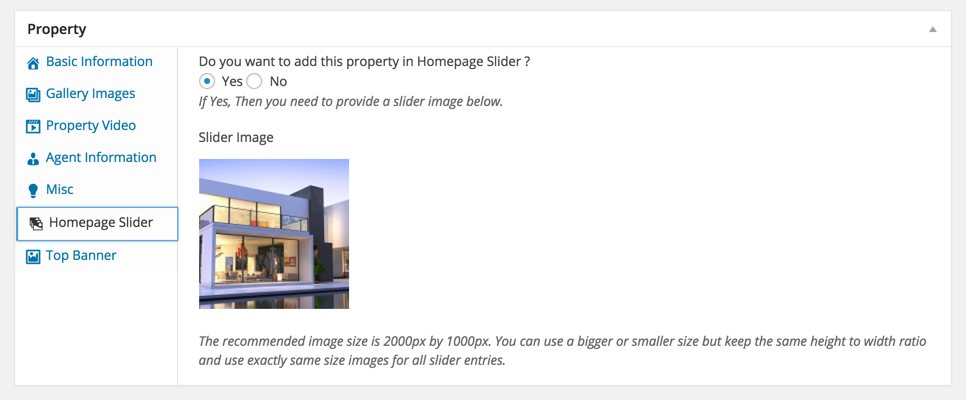 Property
Basic Information
Gallery Images
Property Video
Agent Information
Misc
Homepage Slider
Top Banner
Do you want to add this property in Homepage Slider ?
Yes No
If Yes, Then you need to provide a slider image below.
Slider Image
The recommended image size is 2000px by 1000px. You can use a bigger or smaller size but keep the same height to width ratio
and use exactly same size images for all slider entries.